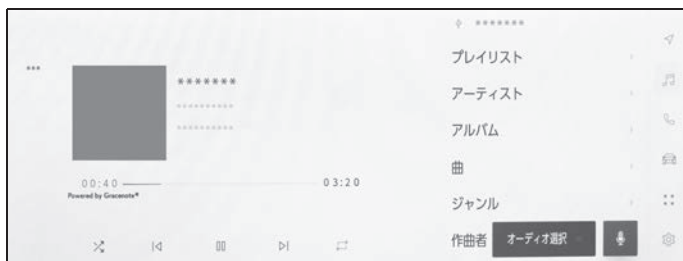 *******
*******
**********
**********
00:40
03:20
Powered by Gracenote®
プレイリスト
アーティスト
アルバム
曲
ジャンル
作曲者
オーディオ選択